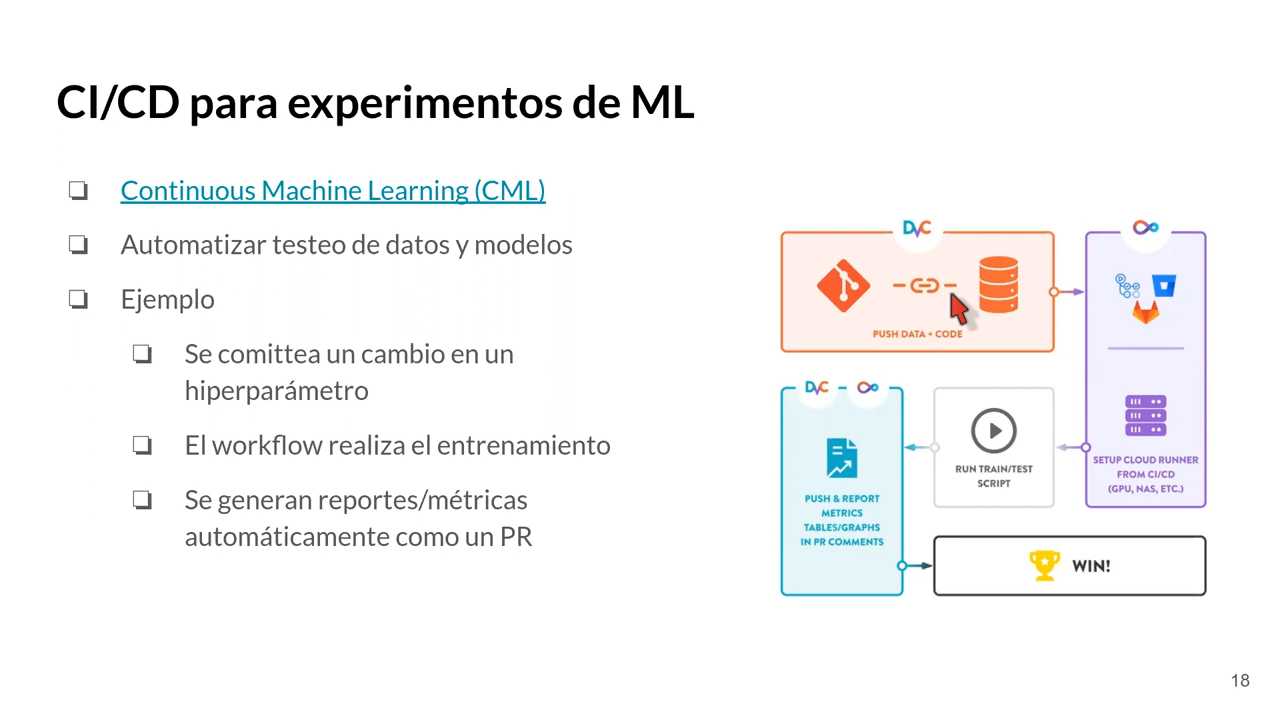 CI/CD para experimentos de ML
Continuous Machine Learning (CML)
Automatizar testeo de datos y modelos
Ejemplo
Se comittea un cambio en un
hiperparámetro
El workflow realiza el entrenamiento
Se generan reportes/métricas
automáticamente como un PR
DVC
PUSH DATA + CODE
SETUP CLOUD RUNNER
FROM CI/CD
(GPU, NAS, ETC.)
RUN TRAIN/TEST
SCRIPT
DVC
PUSH & REPORT
METRICS
TABLES/GRAPHS
IN PR COMMENTS
WIN!
18